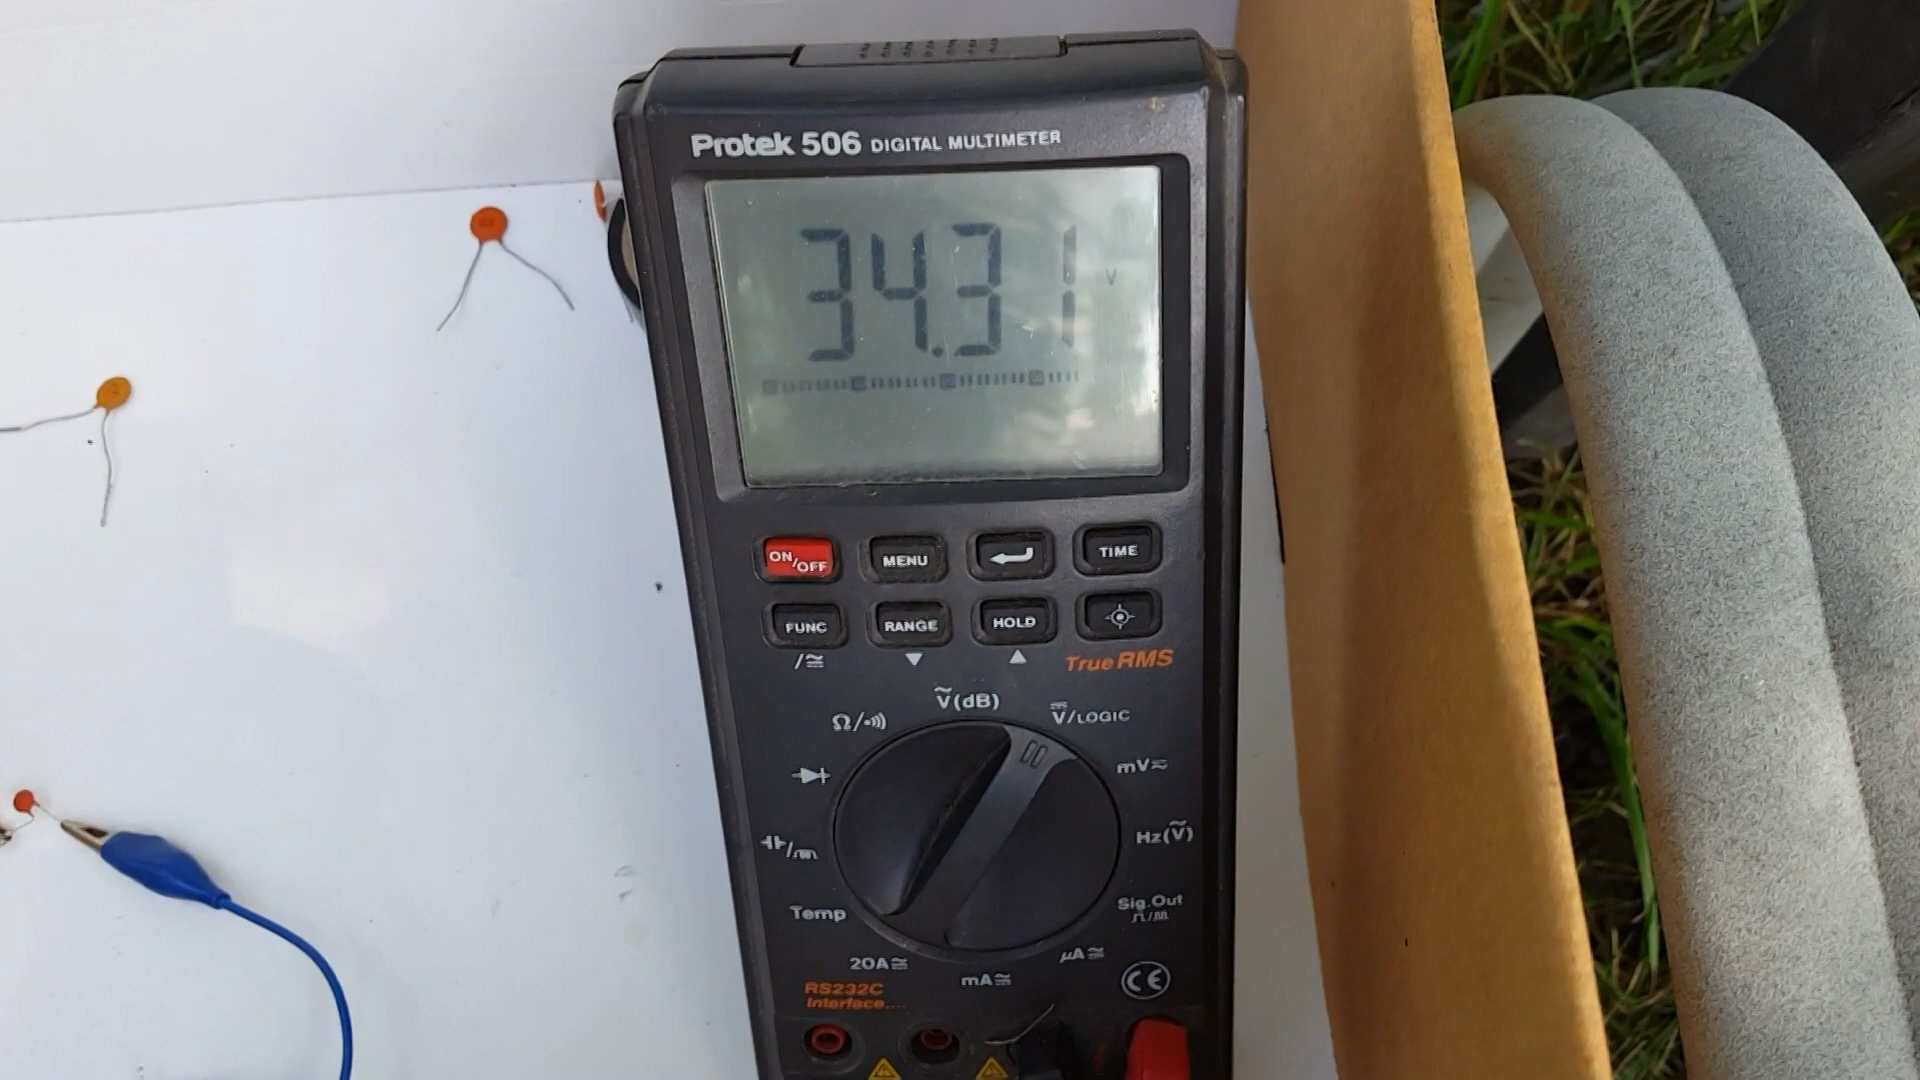 Protek 506 DIGITAL MULTIMETER
34.31 V
ON/OFF MENU TIME
FUNC RANGE HOLD
/≅ ▼ ▲ True RMS
Ṽ(dB)
Ω/•))) V/LOGIC
mV≂
Hz(Ṽ)
Temp Sig.Out
20A≅ mA≅ µA≅
RS232C CE
Interface....